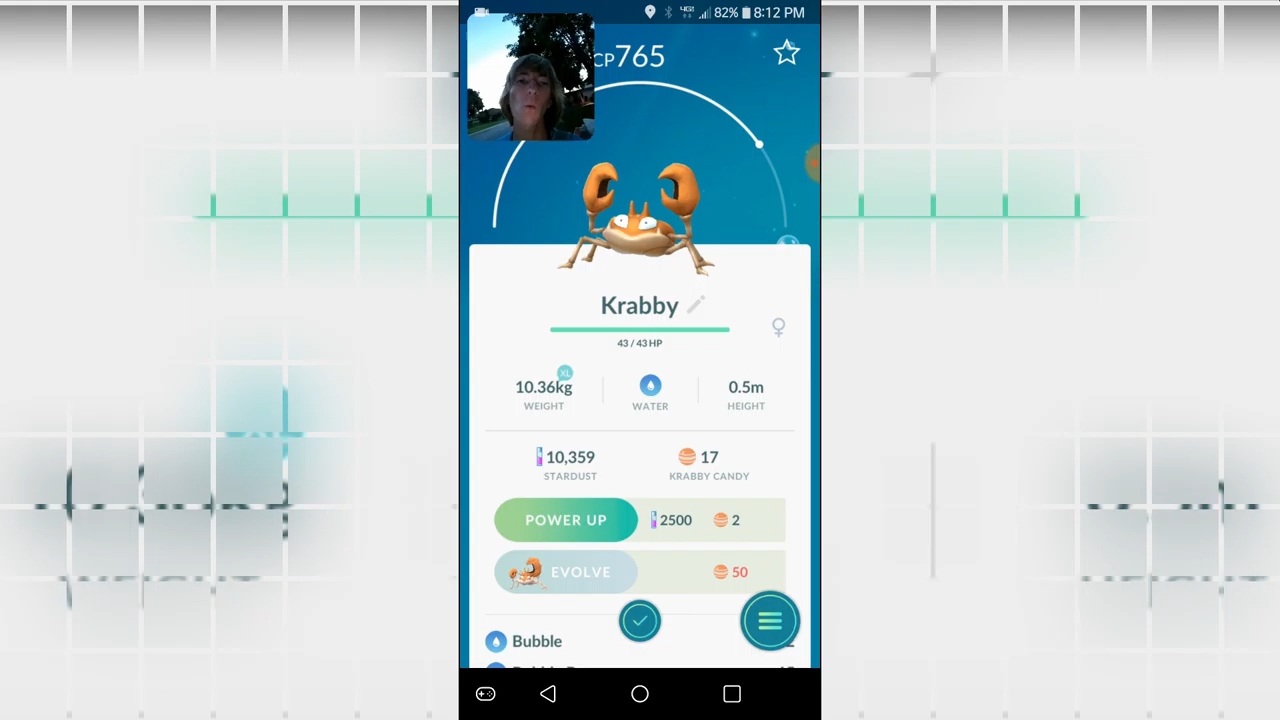 4G 82% 8:12 PM
CP765
Krabby
43 / 43 HP
XL
10.36kg 0.5m
WEIGHT WATER HEIGHT
10,359 17
STARDUST KRABBY CANDY
POWER UP 2500 2
EVOLVE 50
Bubble